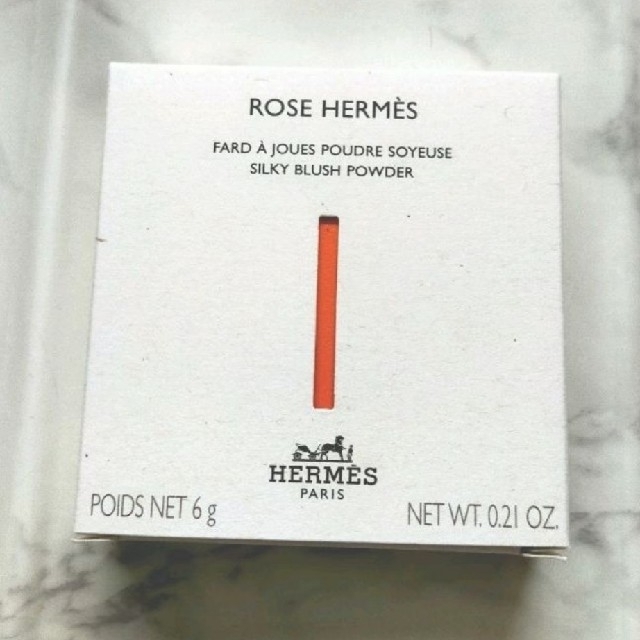 ROSE HERMÈS
FARD À JOUES POUDRE SOYEUSE
SILKY BLUSH POWDER
HERMÈS
PARIS
POIDS NET 6 g
NET WT. 0.21 OZ.